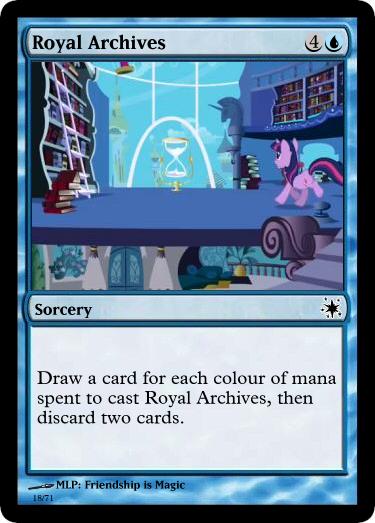 Royal Archives 4
Sorcery
Draw a card for each colour of mana
spent to cast Royal Archives, then
discard two cards.
MLP: Friendship is Magic
18/71